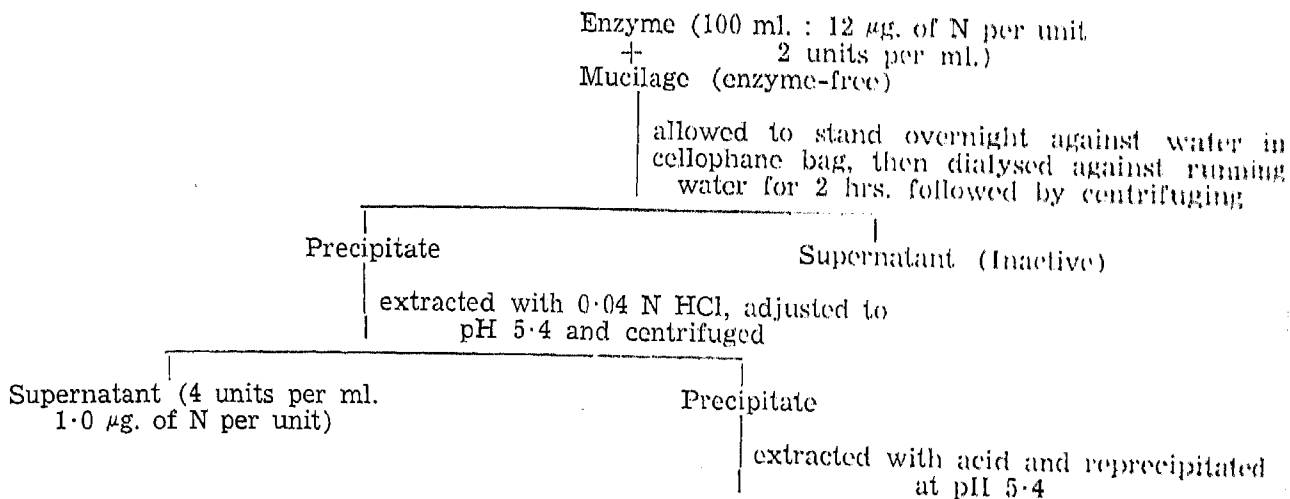 Enzyme (100 ml. : 12 μg. of N per unit
+ 2 units per ml.)
Mucilage (enzyme-free)
allowed to stand overnight against water in
cellophane bag, then dialysed against running
water for 2 hrs. followed by centrifuging
Precipitate
Supernatant (Inactive)
extracted with 0·04 N HCl, adjusted to
pH 5·4 and centrifuged
Supernatant (4 units per ml.
1·0 μg. of N per unit)
Precipitate
extracted with acid and reprecipitated
at pH 5·4